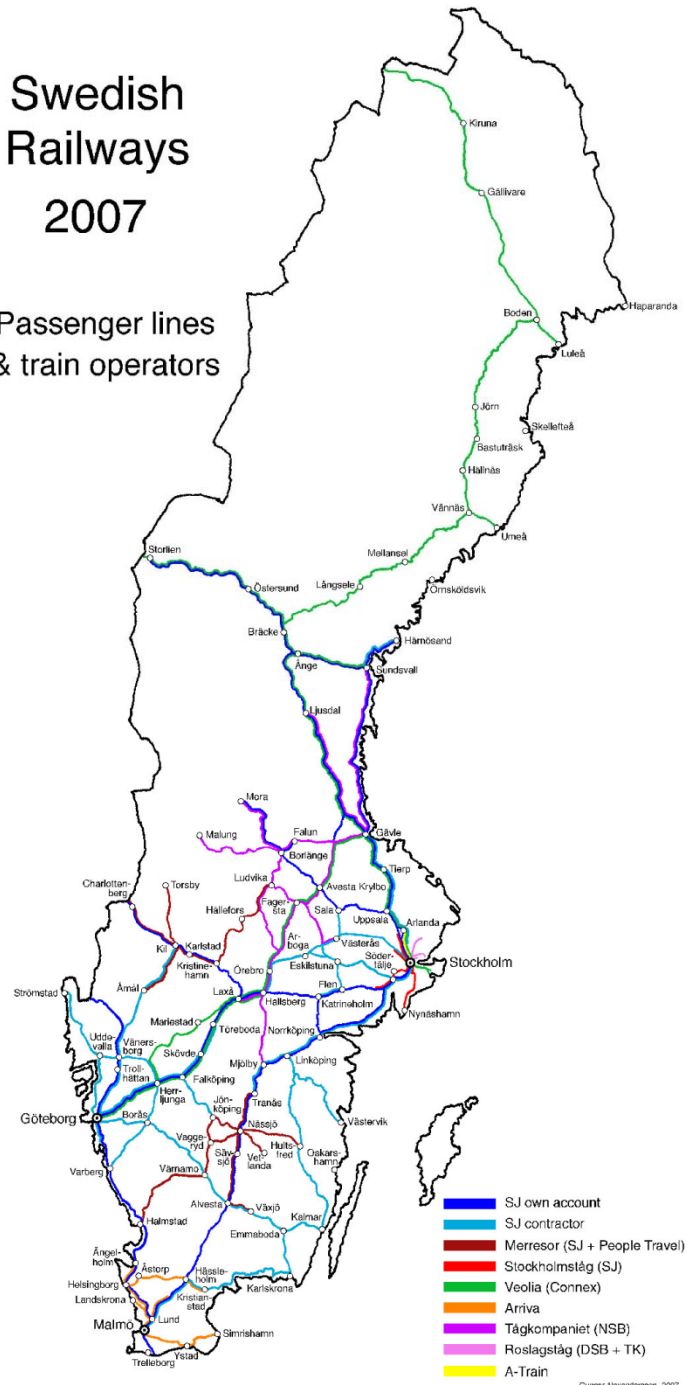 Swedish
Railways
2007
Passenger lines
& train operators
Kiruna
Gällivare
Haparanda
Boden
Luleå
Jörn
Skellefteå
Bastuträsk
Hällnäs
Vännäs
Umeå
Mellansel
Storlien
Långsele
Örnsköldsvik
Östersund
Bräcke
Härnösand
Ånge
Sundsvall
Ljusdal
Mora
Malung
Falun
Gävle
Borlänge
Tierp
Charlotten-
berg
Torsby
Ludvika
Avesta Krylbo
Fager-
sta
Hällefors
Sala
Uppsala
Arlanda
Kil
Karlstad
Ar-
boga
Västerås
Kristine-
hamn
Örebro
Eskilstuna
Söder-
tälje
Stockholm
Strömstad
Åmål
Laxå
Hallsberg
Flen
Katrineholm
Nynäshamn
Mariestad
Töreboda
Norrköping
Udde-
valla
Väners-
borg
Troll-
hättan
Skövde
Mjölby
Linköping
Falköping
Herr-
ljunga
Tranås
Göteborg
Borås
Jön-
köping
Västervik
Nässjö
Vagge-
ryd
Hults-
fred
Oskars-
hamn
Säv-
sjö
Vet-
landa
Varberg
Värnamo
Alvesta
Växjö
Halmstad
Kalmar
Emmaboda
Ängel-
holm
Åstorp
Hässle-
holm
Helsingborg
Karlskrona
Landskrona
Kristian-
stad
Malmö
Lund
Simrishamn
Ystad
Trelleborg
SJ own account
SJ contractor
Merresor (SJ + People Travel)
Stockholmståg (SJ)
Veolia (Connex)
Arriva
Tågkompaniet (NSB)
Roslagståg (DSB + TK)
A-Train